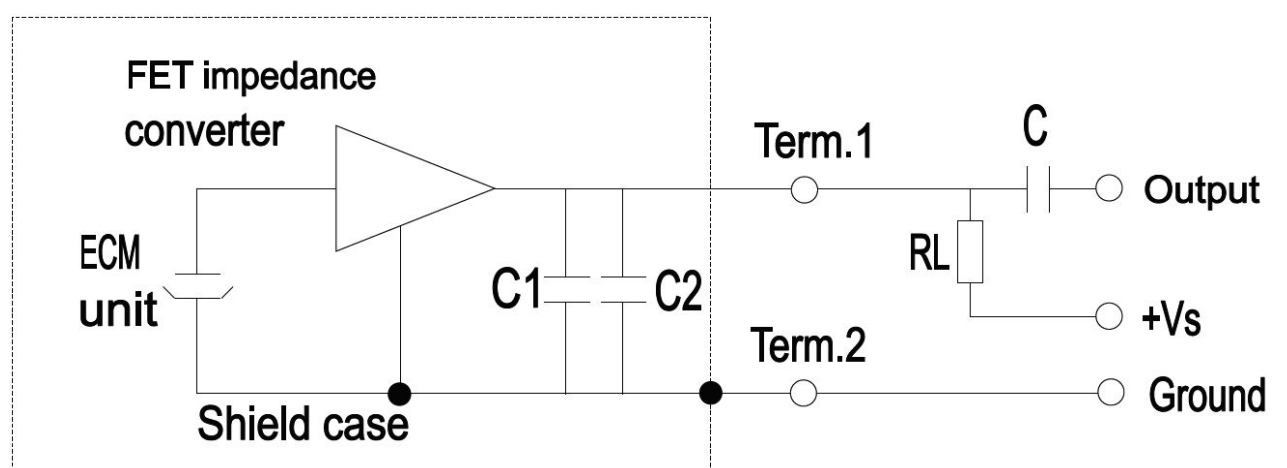 FET impedance
converter
Term.1
C
Output
ECM
unit
C1
C2
RL
+Vs
Term.2
Ground
Shield case